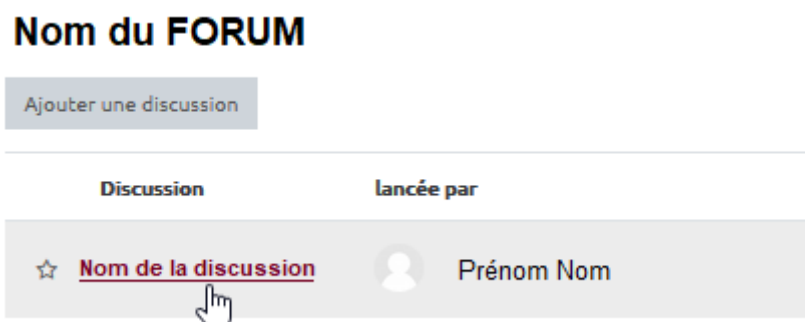 Nom du FORUM
Ajouter une discussion
Discussion lancée par
Nom de la discussion Prénom Nom